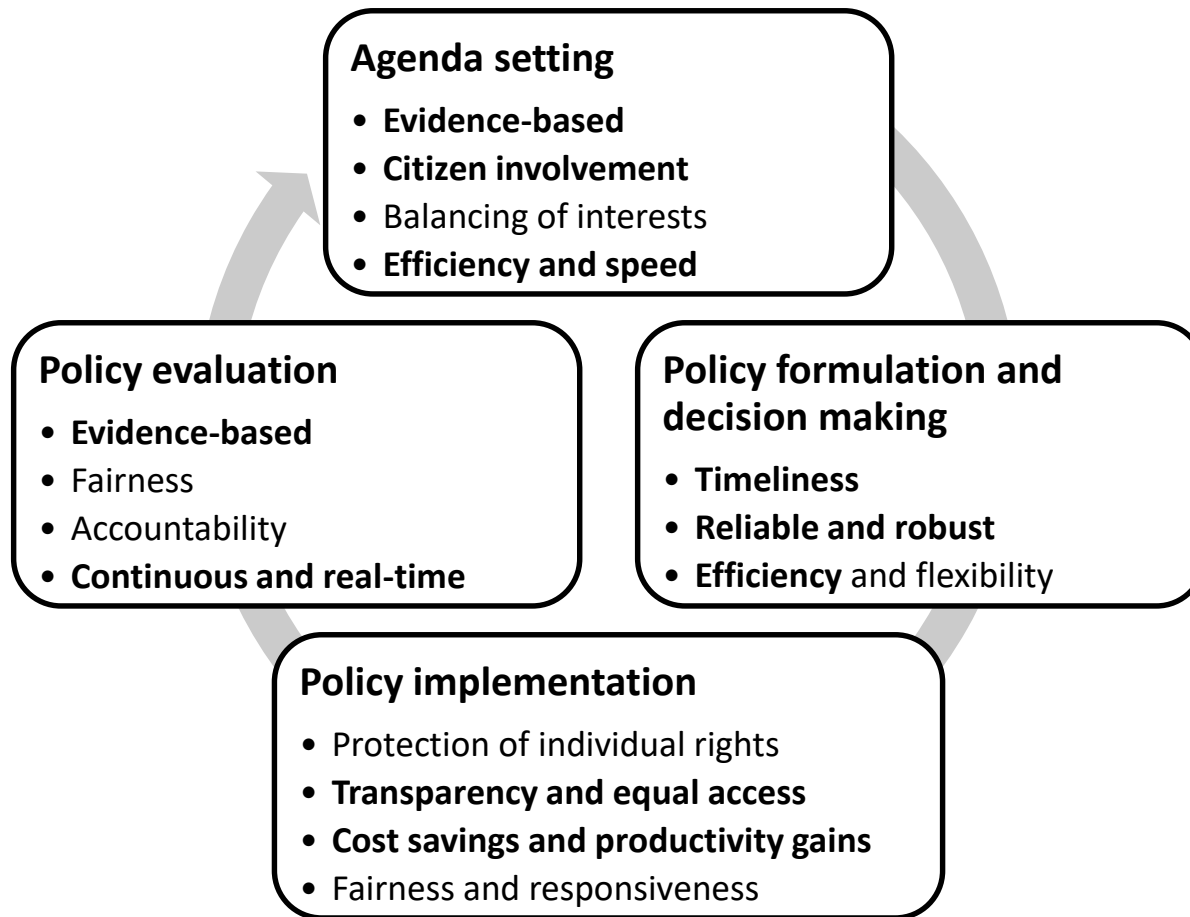 Agenda setting
• Evidence-based
• Citizen involvement
• Balancing of interests
• Efficiency and speed
Policy formulation and
decision making
• Timeliness
• Reliable and robust
• Efficiency and flexibility
Policy implementation
• Protection of individual rights
• Transparency and equal access
• Cost savings and productivity gains
• Fairness and responsiveness
Policy evaluation
• Evidence-based
• Fairness
• Accountability
• Continuous and real-time